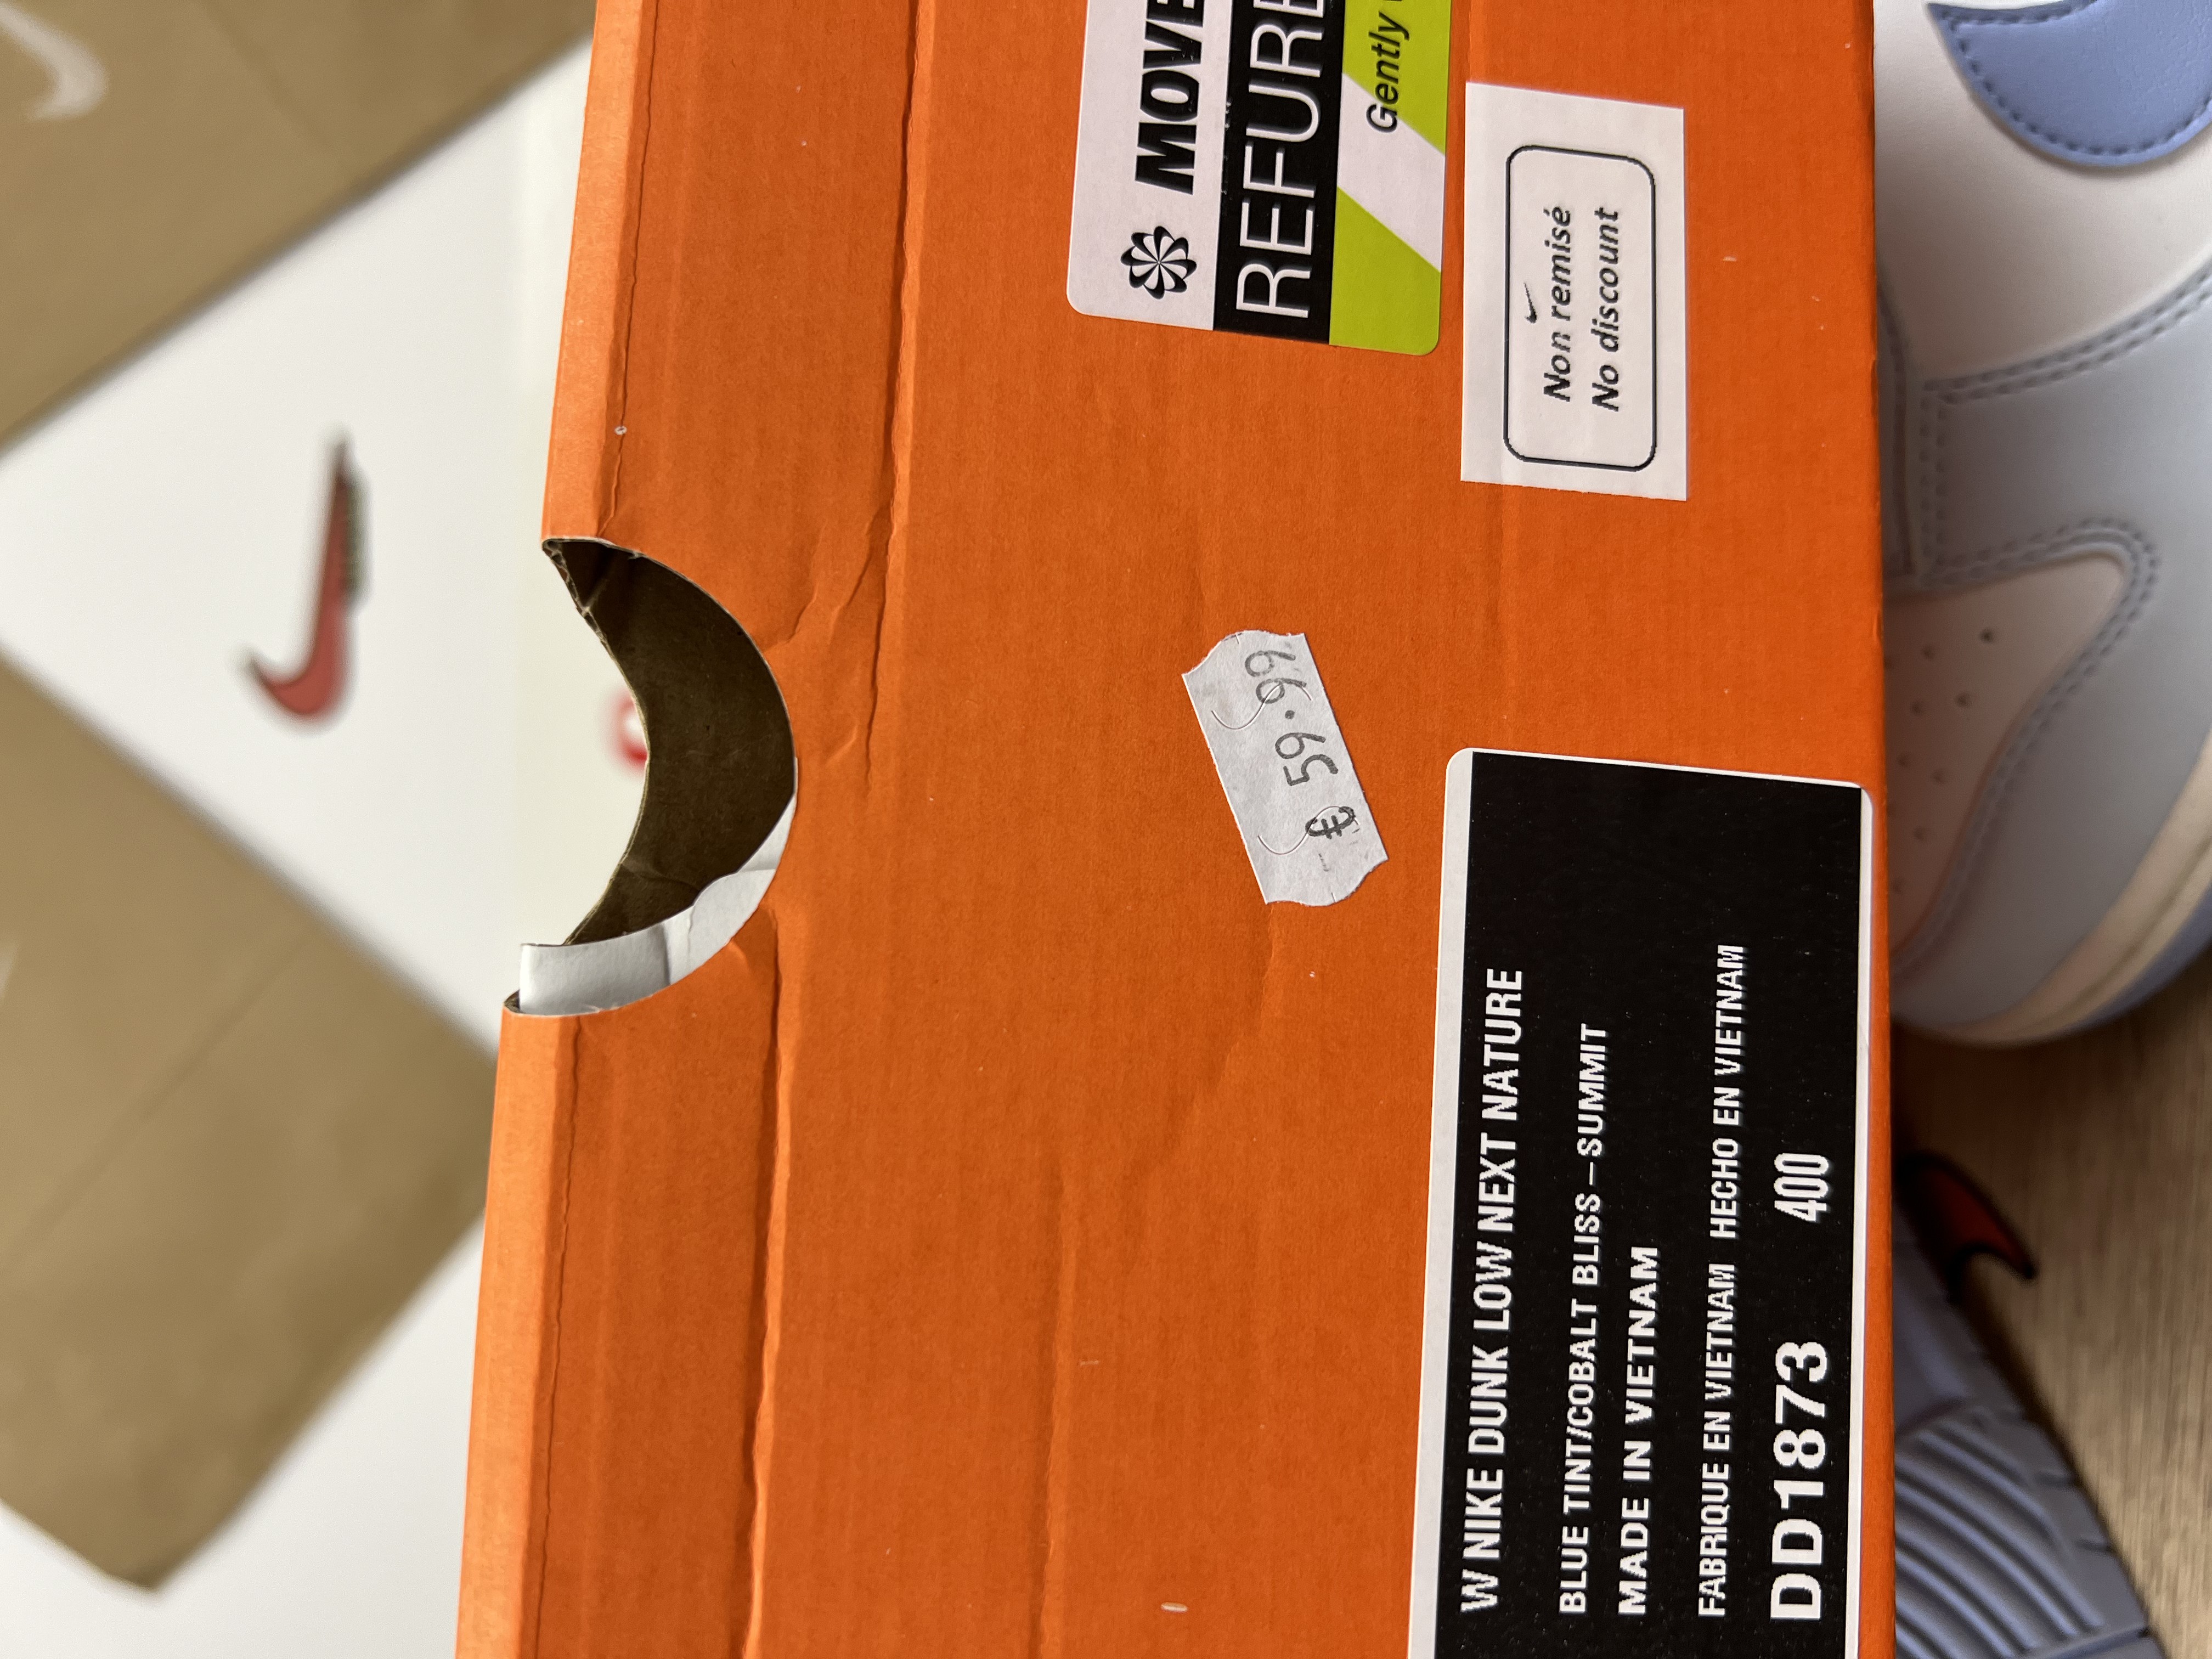 MOVE
REFURB
Gently
€ 59.99
W NIKE DUNK LOW NEXT NATURE
BLUE TINT/COBALT BLISS–SUMMIT
MADE IN VIETNAM
FABRIQUE EN VIETNAM HECHO EN VIETNAM
DD1873 400
Non remisé
No discount